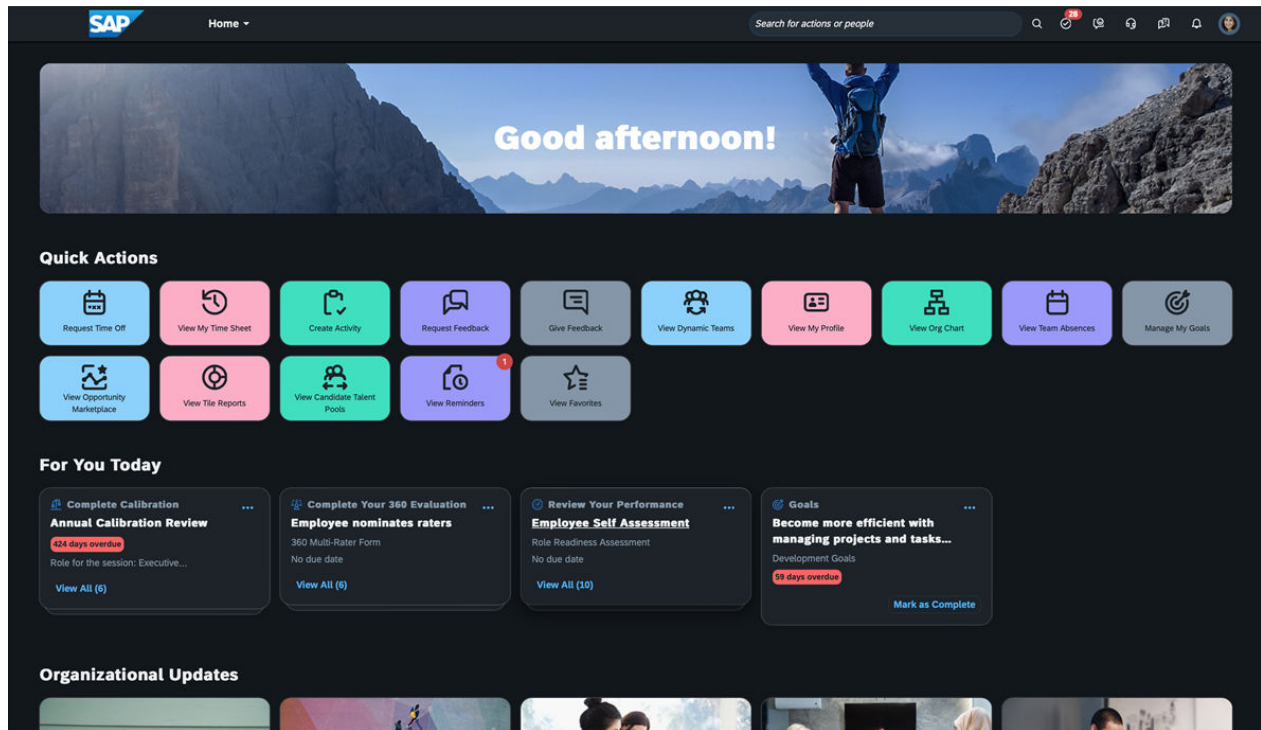 SAP
Home
Search for actions or people
28
Good afternoon!
Quick Actions
Request Time Off
View My Time Sheet
Create Activity
Request Feedback
Give Feedback
View Dynamic Teams
View My Profile
View Org Chart
View Team Absences
Manage My Goals
View Opportunity
Marketplace
View Tile Reports
View Candidate Talent
Pools
1
View Reminders
View Favorites
For You Today
Complete Calibration
Annual Calibration Review
424 days overdue
Role for the session: Executive...
View All (6)
Complete Your 360 Evaluation
Employee nominates raters
360 Multi-Rater Form
No due date
View All (6)
Review Your Performance
Employee Self Assessment
Role Readiness Assessment
No due date
View All (10)
Goals
Become more efficient with
managing projects and tasks...
Development Goals
59 days overdue
Mark as Complete
Organizational Updates